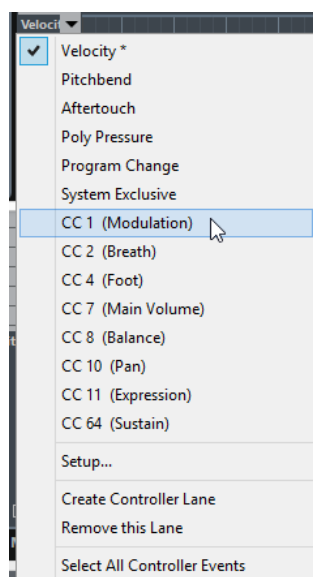 Velocity *
Pitchbend
Aftertouch
Poly Pressure
Program Change
System Exclusive
CC 1 (Modulation)
CC 2 (Breath)
CC 4 (Foot)
CC 7 (Main Volume)
CC 8 (Balance)
CC 10 (Pan)
CC 11 (Expression)
CC 64 (Sustain)
Setup...
Create Controller Lane
Remove this Lane
Select All Controller Events